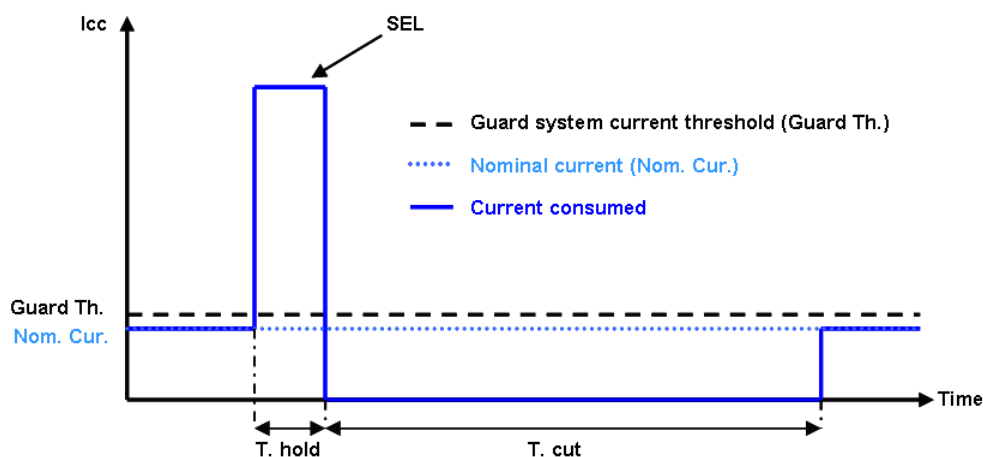 Icc
SEL
Guard system current threshold (Guard Th.)
Nominal current (Nom. Cur.)
Current consumed
Guard Th.
Nom. Cur.
Time
T. hold
T. cut